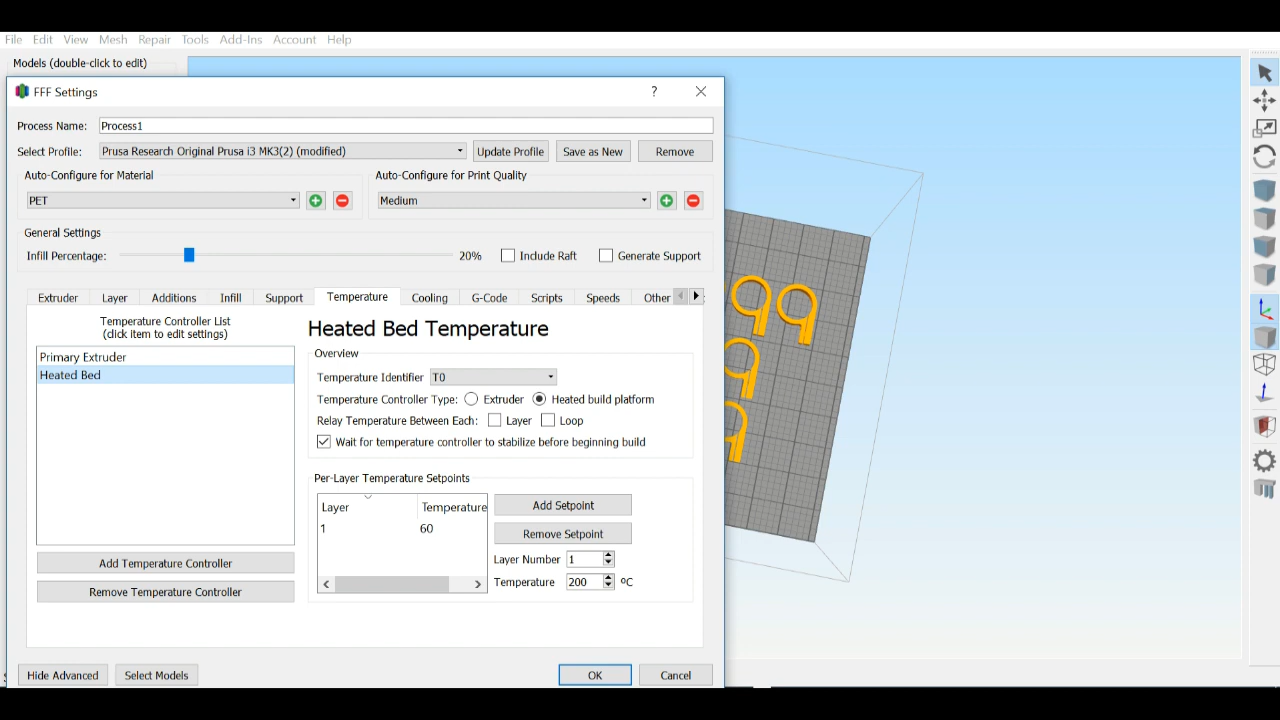 File Edit View Mesh Repair Tools Add-Ins Account Help
Models (double-click to edit)
FFF Settings ?
Process Name: Process1
Select Profile: Prusa Research Original Prusa i3 MK3(2) (modified) Update Profile Save as New Remove
Auto-Configure for Material Auto-Configure for Print Quality
PET Medium
General Settings
Infill Percentage: 20% Include Raft Generate Support
Extruder Layer Additions Infill Support Temperature Cooling G-Code Scripts Speeds Other
Temperature Controller List
(click item to edit settings)
Primary Extruder
Heated Bed
Add Temperature Controller
Remove Temperature Controller
Heated Bed Temperature
Overview
Temperature Identifier T0
Temperature Controller Type: Extruder Heated build platform
Relay Temperature Between Each: Layer Loop
Wait for temperature controller to stabilize before beginning build
Per-Layer Temperature Setpoints
Layer Temperature
1 60
Add Setpoint
Remove Setpoint
Layer Number 1
Temperature 200 ºC
Hide Advanced Select Models OK Cancel